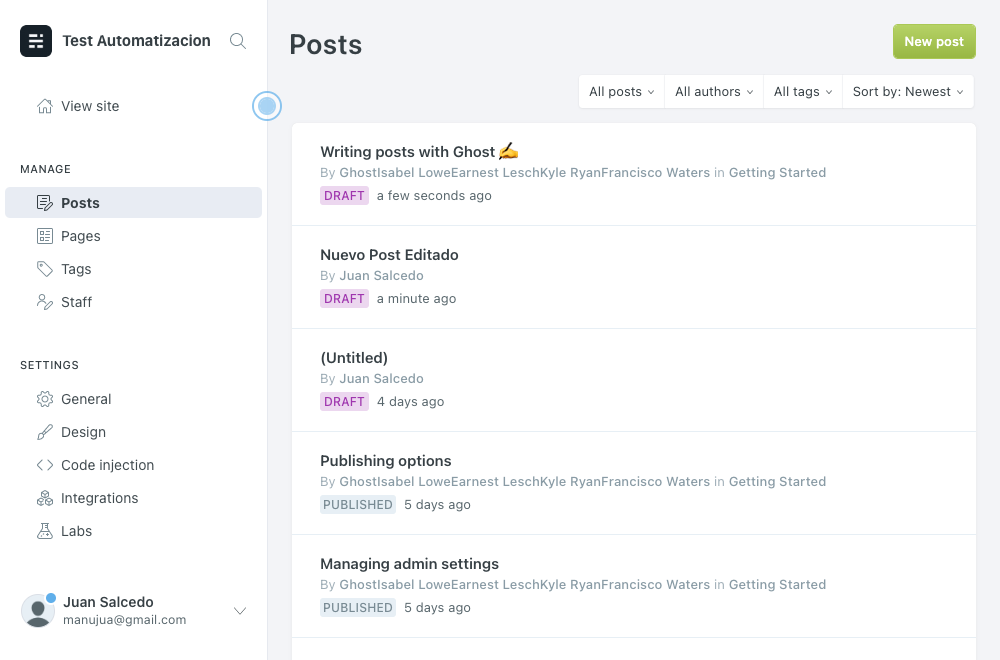 Test Automatizacion
View site
MANAGE
Posts
Pages
Tags
Staff
SETTINGS
General
Design
Code injection
Integrations
Labs
Juan Salcedo
manujua@gmail.com
Posts
New post
All posts
All authors
All tags
Sort by: Newest
Writing posts with Ghost ✍️
By GhostIsabel LoweEarnest LeschKyle RyanFrancisco Waters in Getting Started
DRAFT a few seconds ago
Nuevo Post Editado
By Juan Salcedo
DRAFT a minute ago
(Untitled)
By Juan Salcedo
DRAFT 4 days ago
Publishing options
By GhostIsabel LoweEarnest LeschKyle RyanFrancisco Waters in Getting Started
PUBLISHED 5 days ago
Managing admin settings
By GhostIsabel LoweEarnest LeschKyle RyanFrancisco Waters in Getting Started
PUBLISHED 5 days ago